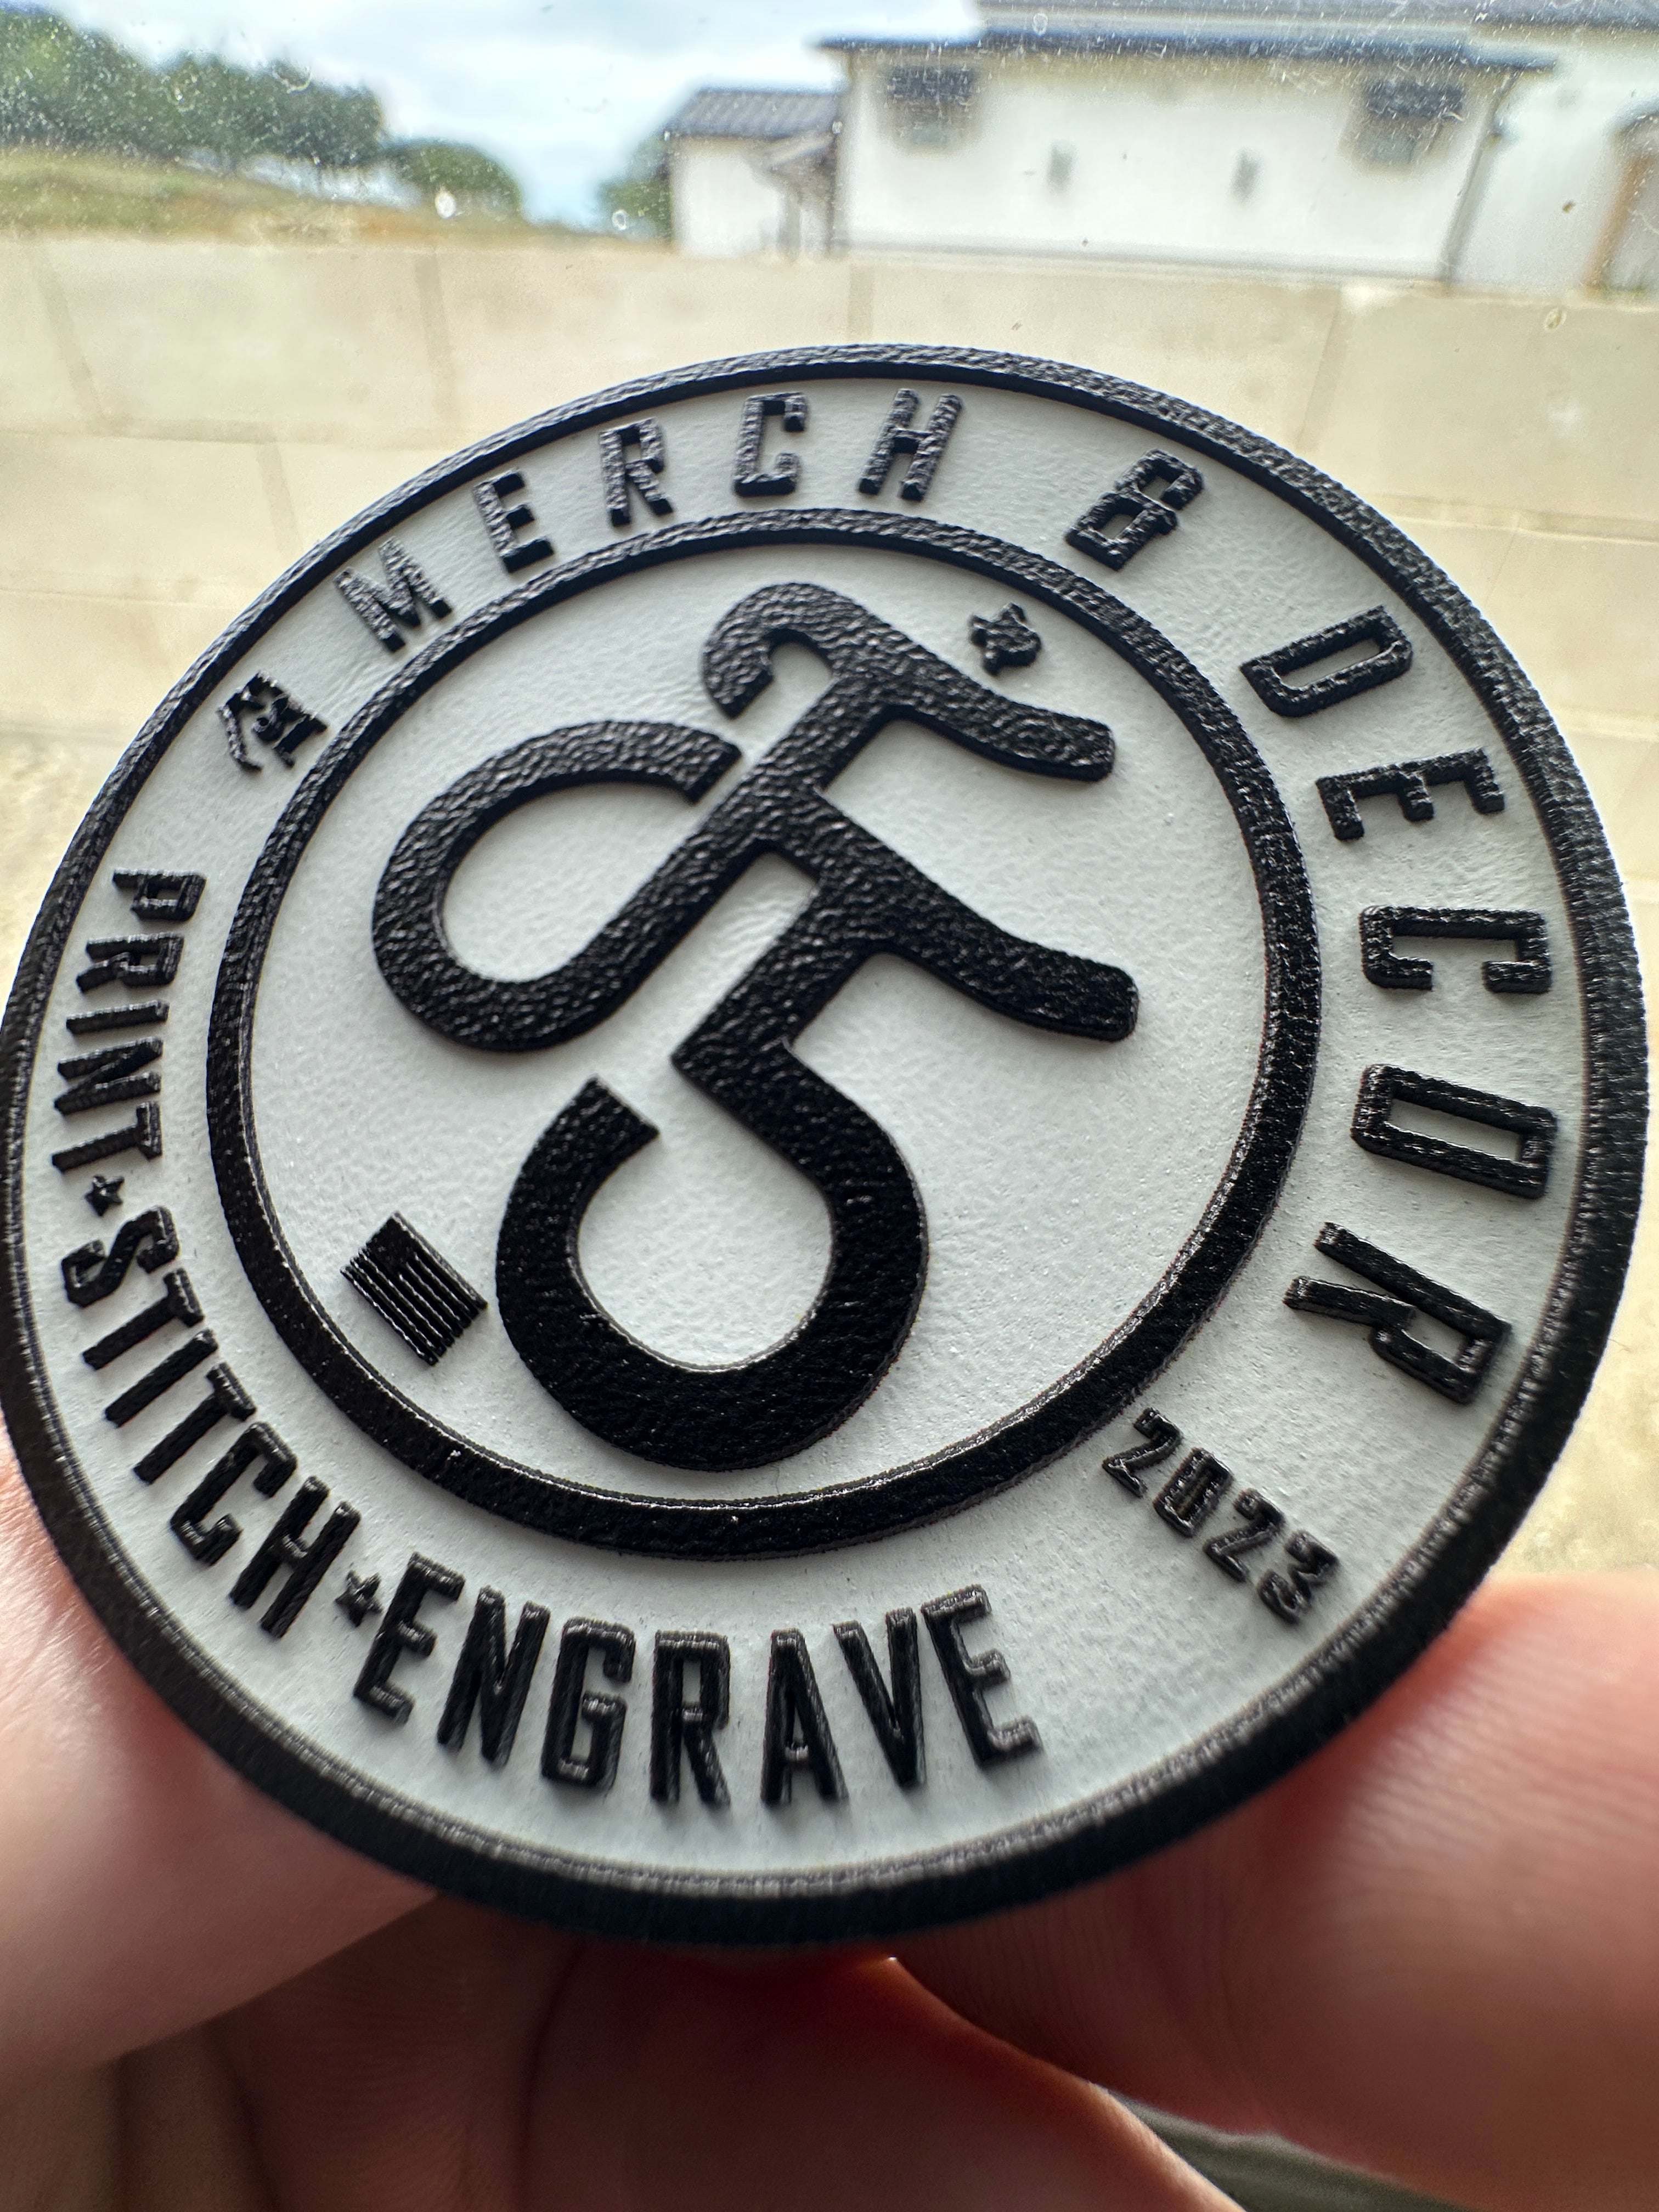 MERCH & DECOR
2023
PRINT★STITCH★ENGRAVE